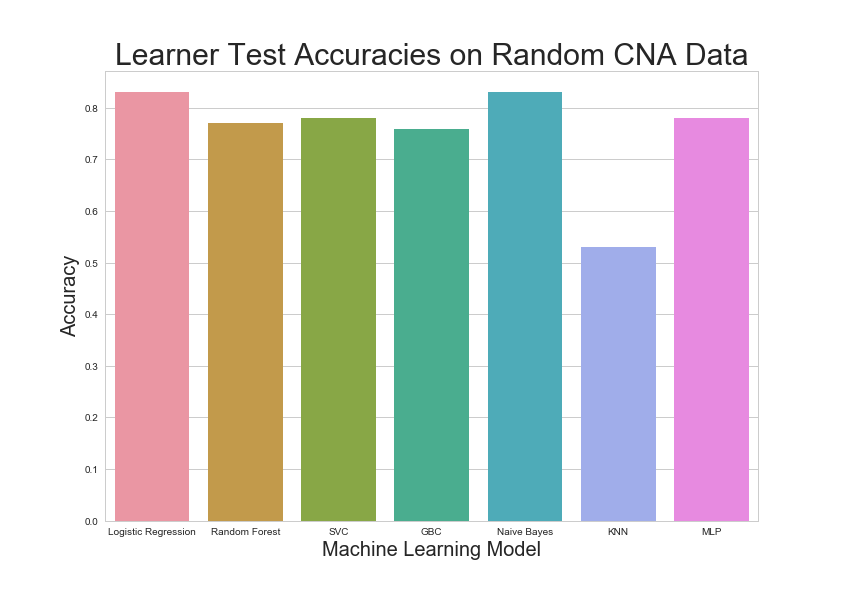 Learner Test Accuracies on Random CNA Data
0.8
0.7
0.6
0.5
0.4
0.3
0.2
0.1
0.0
Accuracy
Logistic Regression Random Forest SVC GBC Naive Bayes KNN MLP
Machine Learning Model